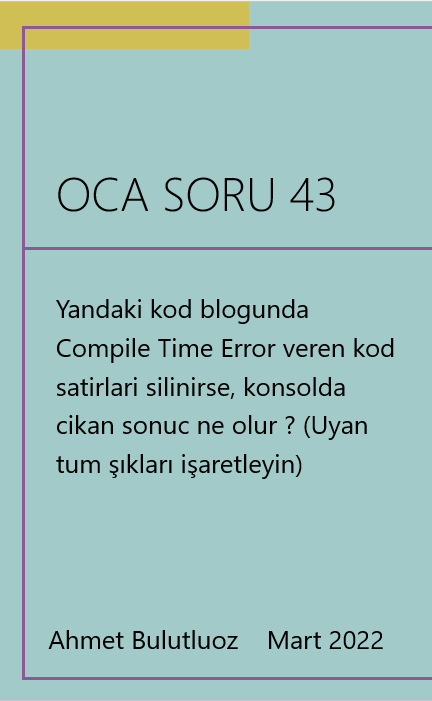 OCA SORU 43
Yandaki kod blogunda
Compile Time Error veren kod
satirlari silinirse, konsolda
cikan sonuc ne olur ? (Uyan
tum şıkları işaretleyin)
Ahmet Bulutluoz Mart 2022